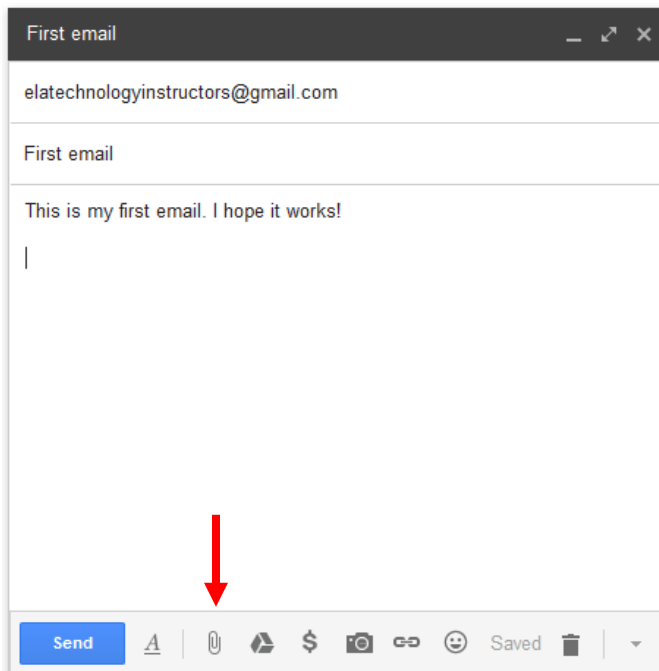 First email
elatechnologyinstructors@gmail.com
First email
This is my first email. I hope it works!
Send A $ Saved